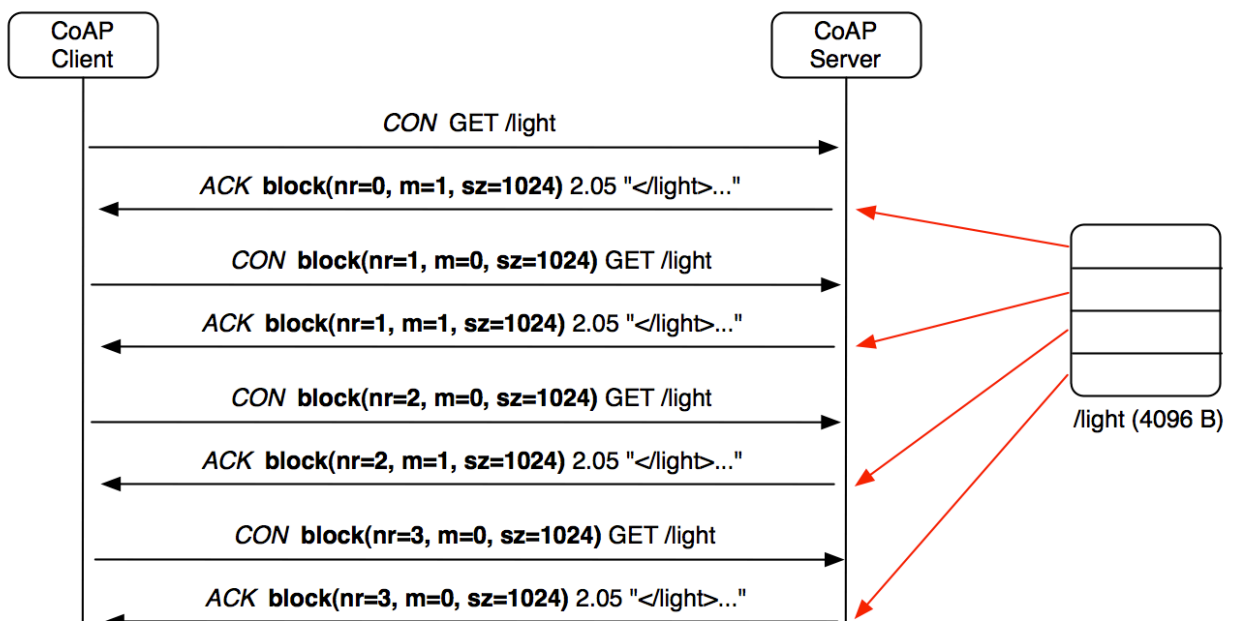 CoAP
Client
CoAP
Server
CON GET /light
ACK block(nr=0, m=1, sz=1024) 2.05 "</light>..."
CON block(nr=1, m=0, sz=1024) GET /light
ACK block(nr=1, m=1, sz=1024) 2.05 "</light>..."
CON block(nr=2, m=0, sz=1024) GET /light
/light (4096 B)
ACK block(nr=2, m=1, sz=1024) 2.05 "</light>..."
CON block(nr=3, m=0, sz=1024) GET /light
ACK block(nr=3, m=0, sz=1024) 2.05 "</light>..."